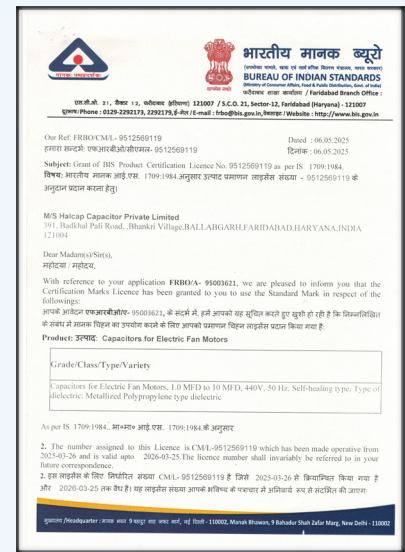 मानकः पथप्रदर्शकः
भारतीय मानक ब्यूरो
(उपभोक्ता मामले, खाद्य एवं सार्वजनिक वितरण मंत्रालय, भारत सरकार)
BUREAU OF INDIAN STANDARDS
(Ministry of Consumer Affairs, Food & Public Distribution, Govt. of India)
फरीदाबाद शाखा कार्यालय / Faridabad Branch Office :
एस.सी.ओ. 21, सैक्टर 12, फरीदाबाद (हरियाणा) 121007 / S.C.O. 21, Sector-12, Faridabad (Haryana) - 121007
दूरभाष/Phone : 0129-2292173, 2292179,ई-मेल / E-mail : frbo@bis.gov.in,वेबसाइट / Website : http://www.bis.gov.in
Our Ref: FRBO/CM/L- 9512569119
Dated : 06.05.2025
हमारा सन्दर्भ: एफआरबीओ/सीएमएल- 9512569119
दिनांक : 06.05.2025
Subject: Grant of BIS Product Certification Licence No. 9512569119 as per IS 1709:1984.
विषय: भारतीय मानक आई.एस. 1709:1984.अनुसार उत्पाद प्रमाणन लाइसेंस संख्या - 9512569119 के
अनुदान प्रदान करना हेतु।
M/S Halcap Capacitor Private Limited
391, Badkhal Pali Road, ,Bhankri Village,BALLABGARH,FARIDABAD,HARYANA,INDIA
121004
Dear Madam(s)/Sir(s),
महोदया / महोदय,
With reference to your application FRBO/A- 95003621, we are pleased to inform you that the
Certification Marks Licence has been granted to you to use the Standard Mark in respect of the
followings:
आपके आवेदन एफआरबीओ/ए- 95003621, के संदर्भ में, हमें आपको यह सूचित करते हुए खुशी हो रही है कि निम्नलिखित
के संबंध में मानक चिह्न का उपयोग करने के लिए आपको प्रमाणन चिह्न लाइसेंस प्रदान किया गया है:
Product: उत्पाद: Capacitors for Electric Fan Motors
Grade/Class/Type/Variety
Capacitors for Electric Fan Motors, 1.0 MFD to 10 MFD, 440V, 50 Hz, Self-healing type. Type of
dielectric: Metallized Polypropylene type dielectric
As per IS 1709:1984., भा०मा० आई.एस. 1709:1984.के अनुसार
2. The number assigned to this Licence is CM/L-9512569119 which has been made operative from
2025-03-26 and is valid upto 2026-03-25.The licence number shall invariably be referred to in your
future correspondence.
2. इस लाइसेंस के लिए निर्धारित संख्या CM/L- 9512569119 है जिसे 2025-03-26 से क्रियान्वित किया गया है
और 2026-03-25 तक वैध है। यह लाइसेंस संख्या आपके भविष्य के पत्राचार में अनिवार्य रूप से संदर्भित की जाएगी
मुख्यालय /Headquarter : मानक भवन 9 बहादुर शाह जफर मार्ग, नई दिल्ली - 110002, Manak Bhawan, 9 Bahadur Shah Zafar Marg, New Delhi - 110002